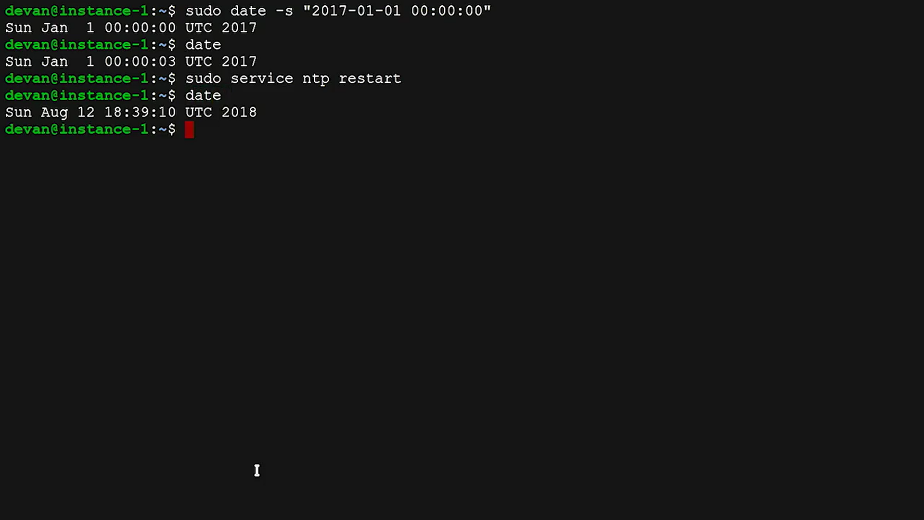 devan@instance-1:~$ sudo date -s "2017-01-01 00:00:00"
Sun Jan  1 00:00:00 UTC 2017
devan@instance-1:~$ date
Sun Jan  1 00:00:03 UTC 2017
devan@instance-1:~$ sudo service ntp restart
devan@instance-1:~$ date
Sun Aug 12 18:39:10 UTC 2018
devan@instance-1:~$